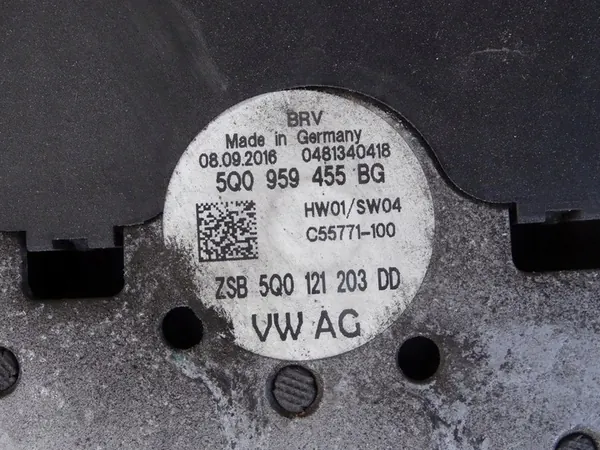 BRV
Made in Germany
08.09.2016 0481340418
5Q0 959 455 BG
HW01/SW04
C55771-100
ZSB 5Q0 121 203 DD
VW AG